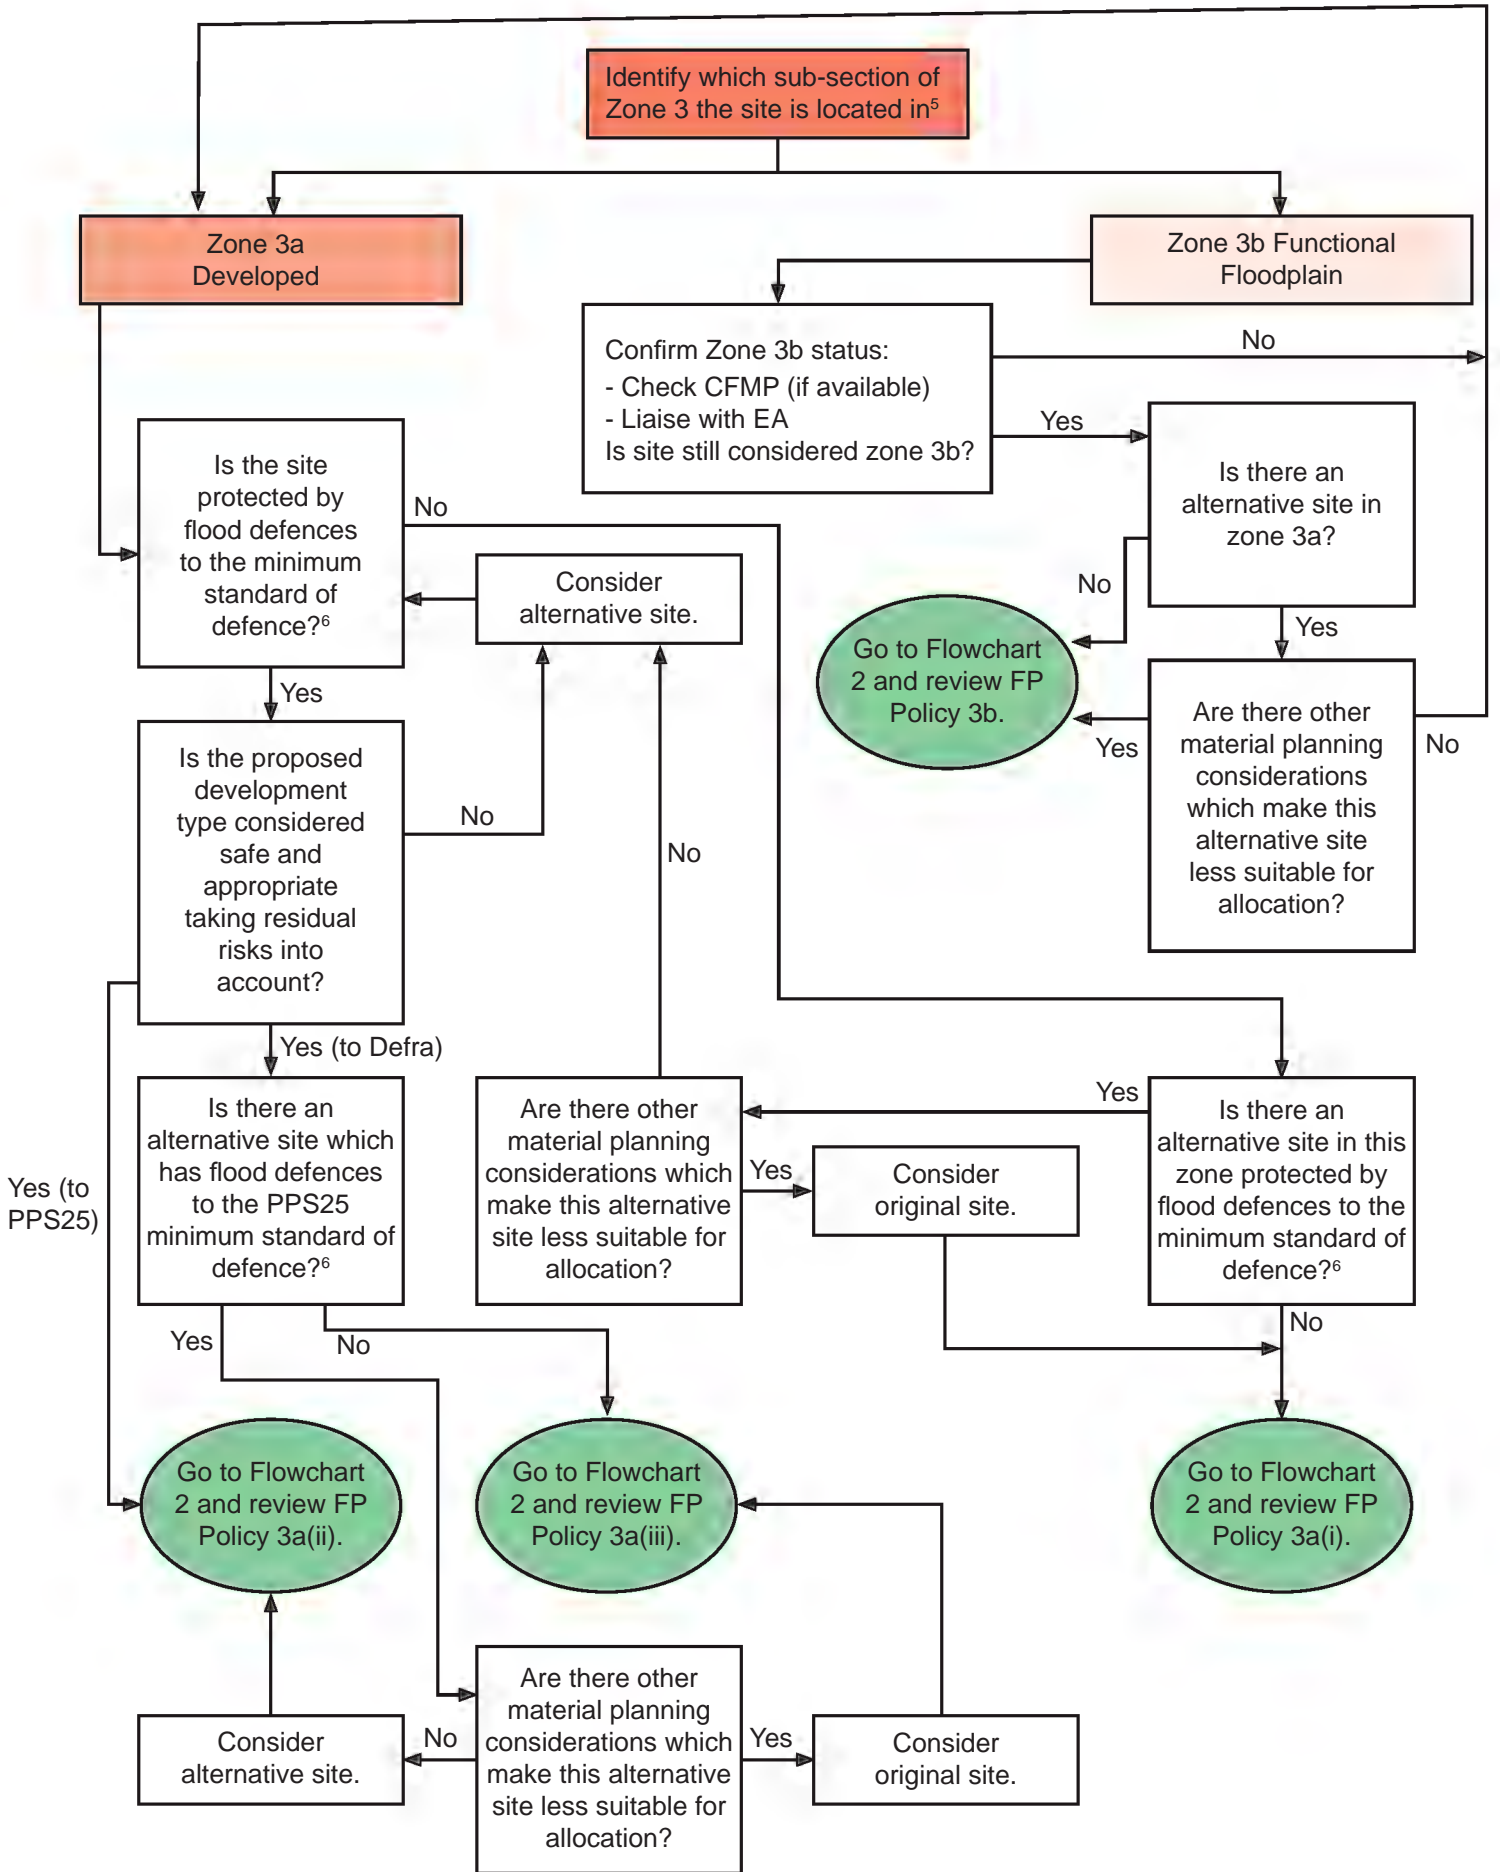 Identify which sub-section of
Zone 3 the site is located in⁵
Zone 3a
Developed
Zone 3b Functional
Floodplain
Confirm Zone 3b status:
- Check CFMP (if available)
- Liaise with EA
Is site still considered zone 3b?
No
Yes
Is there an
alternative site in
zone 3a?
No
Yes
Go to Flowchart
2 and review FP
Policy 3b.
Are there other
material planning
considerations
which make this
alternative site
less suitable for
allocation?
Yes
No
Is the site
protected by
flood defences
to the minimum
standard of
defence?⁶
No
Yes
Consider
alternative site.
Is the proposed
development
type considered
safe and
appropriate
taking residual
risks into
account?
No
No
Yes (to Defra)
Yes (to
PPS25)
Is there an
alternative site which
has flood defences
to the PPS25
minimum standard of
defence?⁶
Yes
No
Are there other
material planning
considerations which
make this alternative
site less suitable for
allocation?
Yes
Consider
original site.
Yes
Is there an
alternative site in this
zone protected by
flood defences to the
minimum standard of
defence?⁶
No
Go to Flowchart
2 and review FP
Policy 3a(ii).
Go to Flowchart
2 and review FP
Policy 3a(iii).
Go to Flowchart
2 and review FP
Policy 3a(i).
Consider
alternative site.
No
Are there other
material planning
considerations which
make this alternative
site less suitable for
allocation?
Yes
Consider
original site.